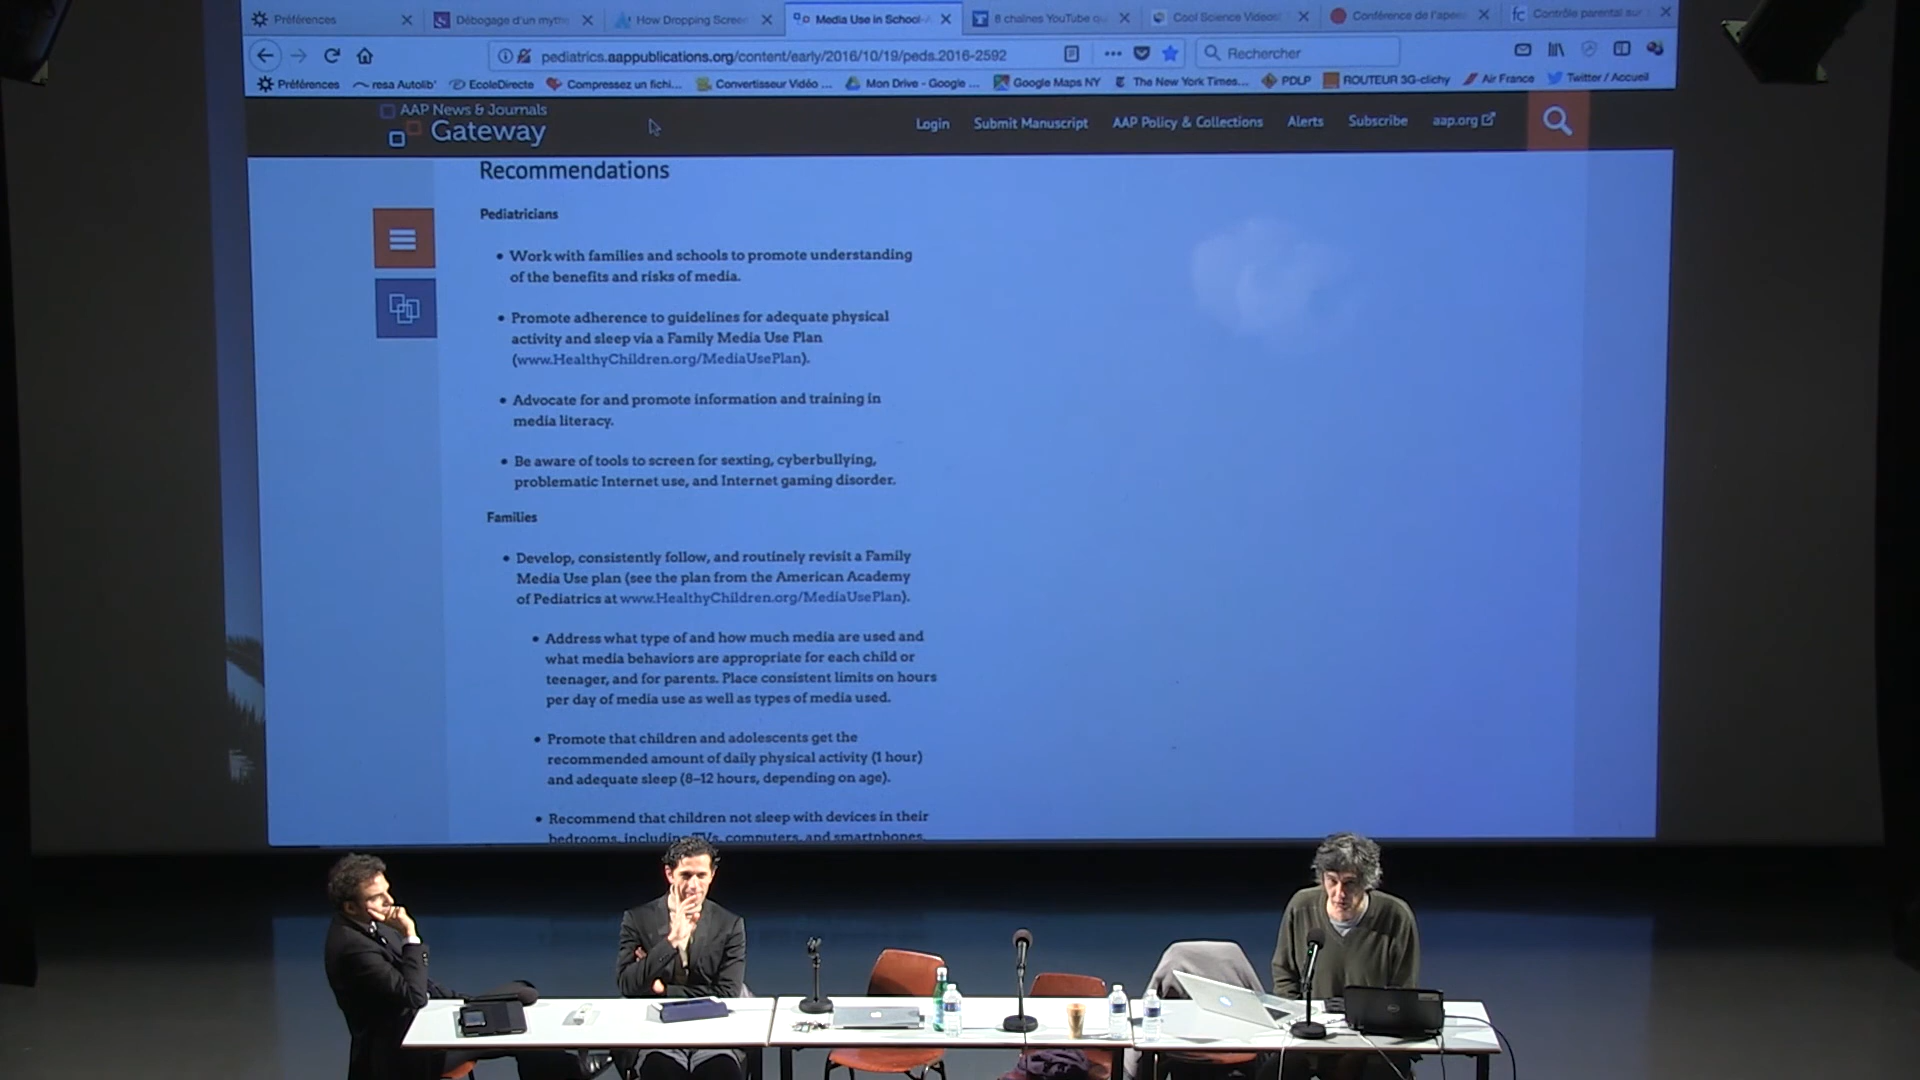 Préférences
Débogage d'un mythe
How Dropping Screen
Media Use in School-
8 chaînes YouTube qu
Cool Science Videos!
Conférence de l'apee
Contrôle parental sur
pediatrics.aappublications.org/content/early/2016/10/19/peds.2016-2592
Rechercher
Préférences
resa Autolib'
EcoleDirecte
Compressez un fichi...
Convertisseur Vidéo ...
Mon Drive - Google ...
Google Maps NY
The New York Times...
PDLP
ROUTEUR 3G-clichy
Air France
Twitter / Accueil
AAP News & Journals
Gateway
Login
Submit Manuscript
AAP Policy & Collections
Alerts
Subscribe
aap.org
Recommendations
Pediatricians
• Work with families and schools to promote understanding
of the benefits and risks of media.
• Promote adherence to guidelines for adequate physical
activity and sleep via a Family Media Use Plan
(www.HealthyChildren.org/MediaUsePlan).
• Advocate for and promote information and training in
media literacy.
• Be aware of tools to screen for sexting, cyberbullying,
problematic Internet use, and Internet gaming disorder.
Families
• Develop, consistently follow, and routinely revisit a Family
Media Use plan (see the plan from the American Academy
of Pediatrics at www.HealthyChildren.org/MediaUsePlan).
• Address what type of and how much media are used and
what media behaviors are appropriate for each child or
teenager, and for parents. Place consistent limits on hours
per day of media use as well as types of media used.
• Promote that children and adolescents get the
recommended amount of daily physical activity (1 hour)
and adequate sleep (8–12 hours, depending on age).
• Recommend that children not sleep with devices in their
bedrooms, including TVs, computers, and smartphones.